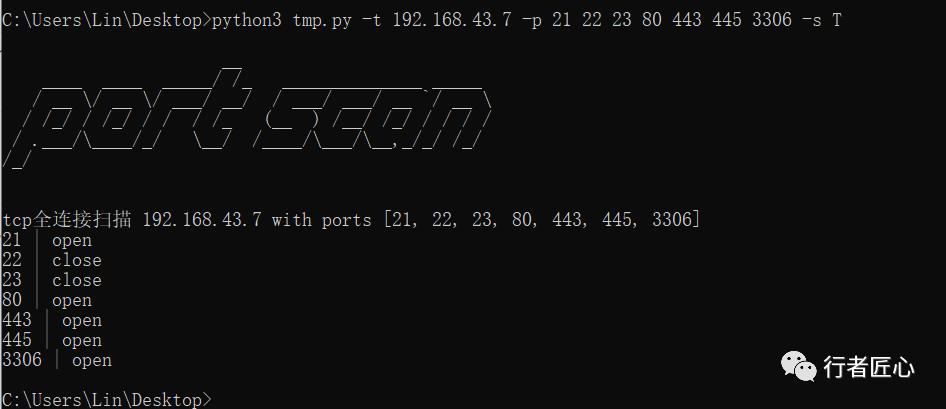 C:\Users\Lin\Desktop>python3 tmp.py -t 192.168.43.7 -p 21 22 23 80 443 445 3306 -s T
port scan
tcp全连接扫描 192.168.43.7 with ports [21, 22, 23, 80, 443, 445, 3306]
21 | open
22 | close
23 | close
80 | open
443 | open
445 | open
3306 | open
行者匠心
C:\Users\Lin\Desktop>